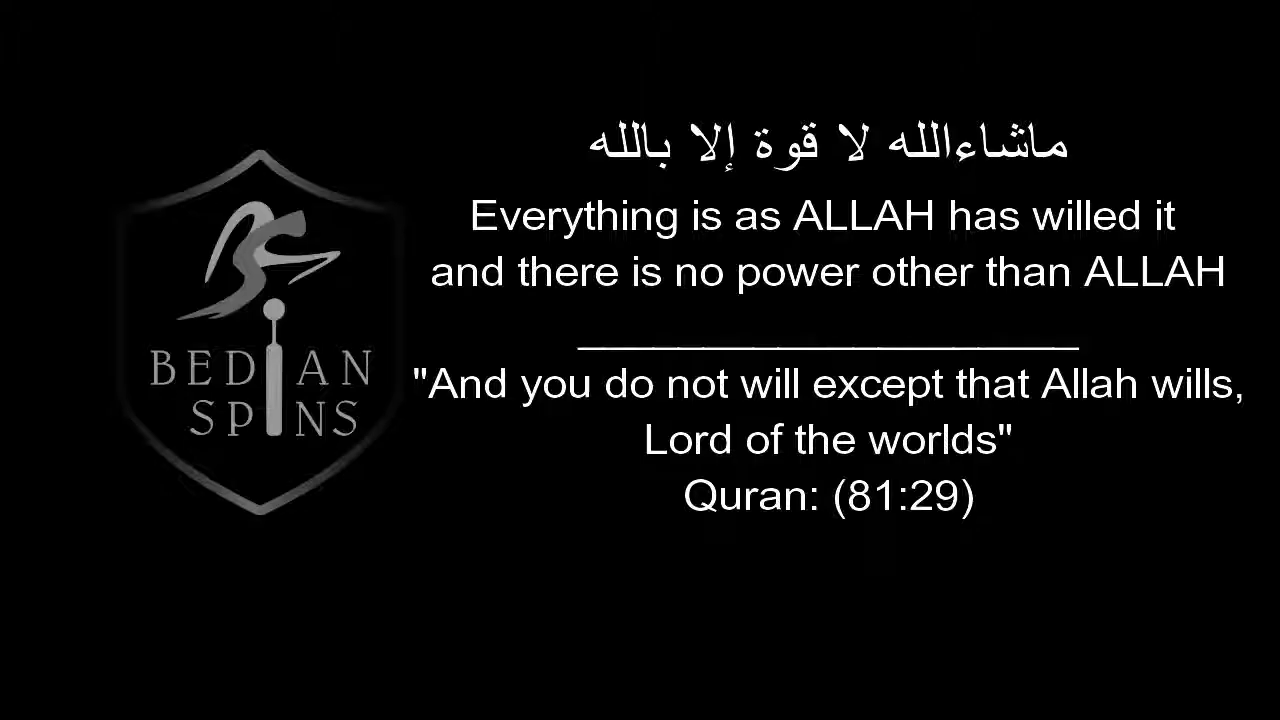 ماشاءالله لا قوة إلا بالله
Everything is as ALLAH has willed it
and there is no power other than ALLAH
"And you do not will except that Allah wills,
Lord of the worlds"
Quran: (81:29)
BEDIAN
SPINS